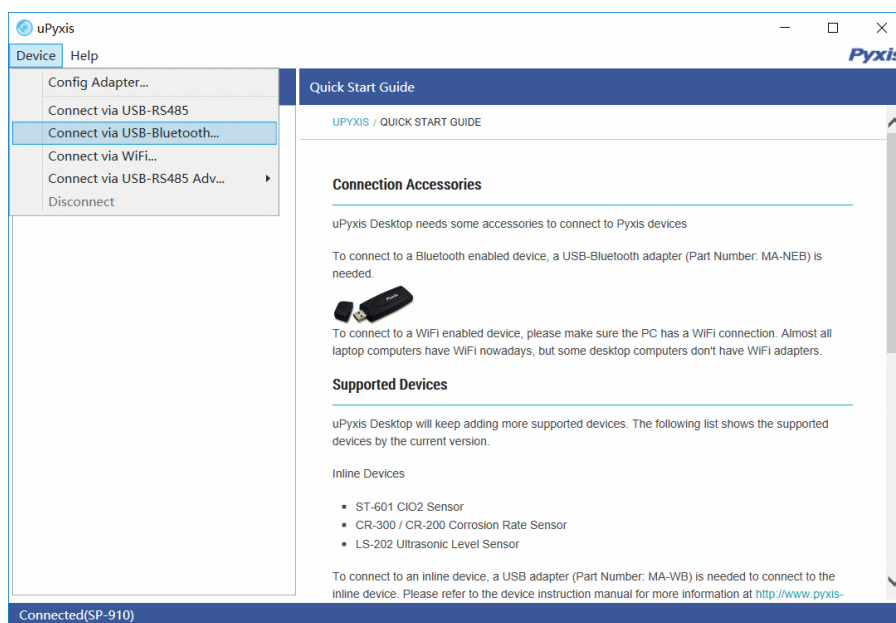 uPyxis
Device Help
Pyxis
Config Adapter...
Connect via USB-RS485
Connect via USB-Bluetooth...
Connect via WiFi...
Connect via USB-RS485 Adv...
Disconnect
Quick Start Guide
UPYXIS / QUICK START GUIDE
Connection Accessories
uPyxis Desktop needs some accessories to connect to Pyxis devices
To connect to a Bluetooth enabled device, a USB-Bluetooth adapter (Part Number: MA-NEB) is
needed.
Pyxis
To connect to a WiFi enabled device, please make sure the PC has a WiFi connection. Almost all
laptop computers have WiFi nowadays, but some desktop computers don't have WiFi adapters.
Supported Devices
uPyxis Desktop will keep adding more supported devices. The following list shows the supported
devices by the current version.
Inline Devices
▪ ST-601 ClO2 Sensor
▪ CR-300 / CR-200 Corrosion Rate Sensor
▪ LS-202 Ultrasonic Level Sensor
To connect to an inline device, a USB adapter (Part Number: MA-WB) is needed to connect to the
inline device. Please refer to the device instruction manual for more information at http://www.pyxis-
Connected(SP-910)